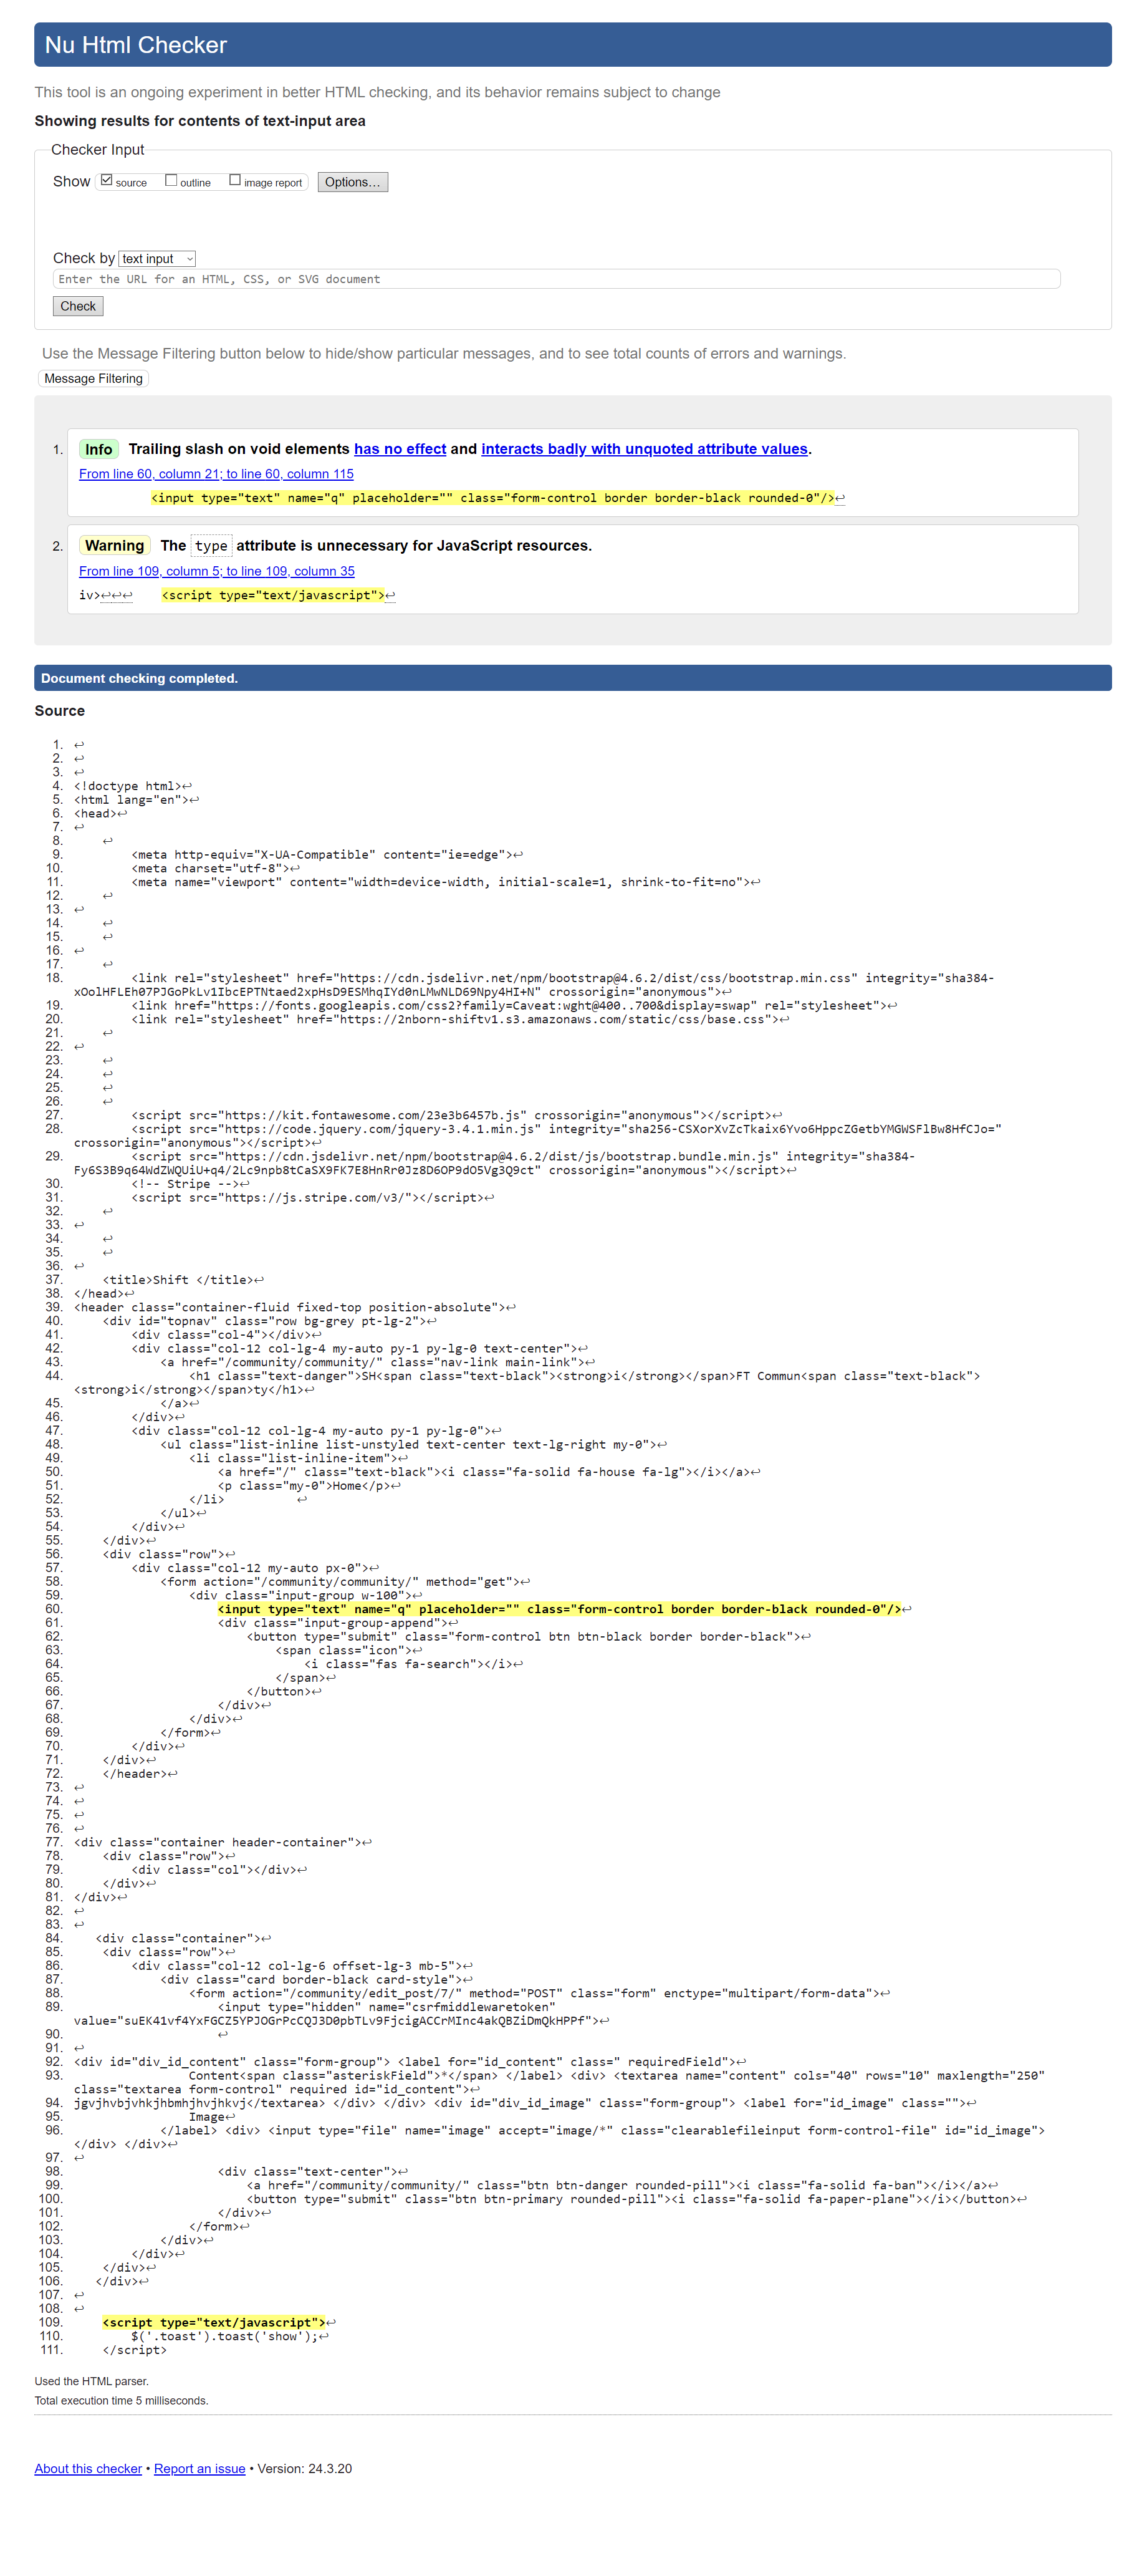 Nu Html Checker
This tool is an ongoing experiment in better HTML checking, and its behavior remains subject to change
Showing results for contents of text-input area
Checker Input
Show source outline image report Options...
Check by text input
Enter the URL for an HTML, CSS, or SVG document
Check
Use the Message Filtering button below to hide/show particular messages, and to see total counts of errors and warnings.
Message Filtering
1. Info Trailing slash on void elements has no effect and interacts badly with unquoted attribute values.
From line 60, column 21; to line 60, column 115
<input type="text" name="q" placeholder="" class="form-control border border-black rounded-0"/>↩
2. Warning The type attribute is unnecessary for JavaScript resources.
From line 109, column 5; to line 109, column 35
iv>↩↩↩    <script type="text/javascript">↩
Document checking completed.
Source
1. ↩
2. ↩
3. ↩
4. <!doctype html>↩
5. <html lang="en">↩
6. <head>↩
7. ↩
8.     ↩
9.         <meta http-equiv="X-UA-Compatible" content="ie=edge">↩
10.         <meta charset="utf-8">↩
11.         <meta name="viewport" content="width=device-width, initial-scale=1, shrink-to-fit=no">↩
12.     ↩
13. ↩
14.     ↩
15.     ↩
16. ↩
17.     ↩
18.         <link rel="stylesheet" href="https://cdn.jsdelivr.net/npm/bootstrap@4.6.2/dist/css/bootstrap.min.css" integrity="sha384-
xOolHFLEh07PJGoPkLv1IbcEPTNtaed2xpHsD9ESMhqIYd0nLMwNLD69Npy4HI+N" crossorigin="anonymous">↩
19.         <link href="https://fonts.googleapis.com/css2?family=Caveat:wght@400..700&display=swap" rel="stylesheet">↩
20.         <link rel="stylesheet" href="https://2nborn-shiftv1.s3.amazonaws.com/static/css/base.css">↩
21.     ↩
22. ↩
23.     ↩
24.     ↩
25.     ↩
26.     ↩
27.         <script src="https://kit.fontawesome.com/23e3b6457b.js" crossorigin="anonymous"></script>↩
28.         <script src="https://code.jquery.com/jquery-3.4.1.min.js" integrity="sha256-CSXorXvZcTkaix6Yvo6HppcZGetbYMGWSFlBw8HfCJo="
crossorigin="anonymous"></script>↩
29.         <script src="https://cdn.jsdelivr.net/npm/bootstrap@4.6.2/dist/js/bootstrap.bundle.min.js" integrity="sha384-
Fy6S3B9q64WdZWQUiU+q4/2Lc9npb8tCaSX9FK7E8HnRr0Jz8D6OP9dO5Vg3Q9ct" crossorigin="anonymous"></script>↩
30.         <!-- Stripe -->↩
31.         <script src="https://js.stripe.com/v3/"></script>↩
32.     ↩
33. ↩
34.     ↩
35.     ↩
36. ↩
37.     <title>Shift </title>↩
38. </head>↩
39. <header class="container-fluid fixed-top position-absolute">↩
40.     <div id="topnav" class="row bg-grey pt-lg-2">↩
41.         <div class="col-4"></div>↩
42.         <div class="col-12 col-lg-4 my-auto py-1 py-lg-0 text-center">↩
43.             <a href="/community/community/" class="nav-link main-link">↩
44.                 <h1 class="text-danger">SH<span class="text-black"><strong>i</strong></span>FT Commun<span class="text-black">
<strong>i</strong></span>ty</h1>↩
45.             </a>↩
46.         </div>↩
47.         <div class="col-12 col-lg-4 my-auto py-1 py-lg-0">↩
48.             <ul class="list-inline list-unstyled text-center text-lg-right my-0">↩
49.                 <li class="list-inline-item">↩
50.                     <a href="/" class="text-black"><i class="fa-solid fa-house fa-lg"></i></a>↩
51.                     <p class="my-0">Home</p>↩
52.                 </li>          ↩
53.             </ul>↩
54.         </div>↩
55.     </div>↩
56.     <div class="row">↩
57.         <div class="col-12 my-auto px-0">↩
58.             <form action="/community/community/" method="get">↩
59.                 <div class="input-group w-100">↩
60.                     <input type="text" name="q" placeholder="" class="form-control border border-black rounded-0"/>↩
61.                     <div class="input-group-append">↩
62.                         <button type="submit" class="form-control btn btn-black border border-black">↩
63.                             <span class="icon">↩
64.                                 <i class="fas fa-search"></i>↩
65.                             </span>↩
66.                         </button>↩
67.                     </div>↩
68.                 </div>↩
69.             </form>↩
70.         </div>↩
71.     </div>↩
72.     </header>↩
73. ↩
74. ↩
75. ↩
76. ↩
77. <div class="container header-container">↩
78.     <div class="row">↩
79.         <div class="col"></div>↩
80.     </div>↩
81. </div>↩
82. ↩
83. ↩
84.    <div class="container">↩
85.     <div class="row">↩
86.         <div class="col-12 col-lg-6 offset-lg-3 mb-5">↩
87.             <div class="card border-black card-style">↩
88.                 <form action="/community/edit_post/7/" method="POST" class="form" enctype="multipart/form-data">↩
89.                     <input type="hidden" name="csrfmiddlewaretoken"
value="suEK41vf4YxFGCZ5YPJOGrPcCQJ3D0pbTLv9FjcigACCrMInc4akQBZiDmQkHPPf">↩
90.                     ↩
91. ↩
92. <div id="div_id_content" class="form-group"> <label for="id_content" class=" requiredField">↩
93.                 Content<span class="asteriskField">*</span> </label> <div> <textarea name="content" cols="40" rows="10" maxlength="250"
class="textarea form-control" required id="id_content">↩
94. jgvjhvbjvhkjhbmhjhvjhkvj</textarea> </div> </div> <div id="div_id_image" class="form-group"> <label for="id_image" class="">↩
95.                 Image↩
96.             </label> <div> <input type="file" name="image" accept="image/*" class="clearablefileinput form-control-file" id="id_image">
</div> </div>↩
97. ↩
98.                     <div class="text-center">↩
99.                         <a href="/community/community/" class="btn btn-danger rounded-pill"><i class="fa-solid fa-ban"></i></a>↩
100.                         <button type="submit" class="btn btn-primary rounded-pill"><i class="fa-solid fa-paper-plane"></i></button>↩
101.                     </div>↩
102.                 </form>↩
103.             </div>↩
104.         </div>↩
105.     </div>↩
106.    </div>↩
107. ↩
108. ↩
109.     <script type="text/javascript">↩
110.         $('.toast').toast('show');↩
111.     </script>
Used the HTML parser.
Total execution time 5 milliseconds.
About this checker • Report an issue • Version: 24.3.20